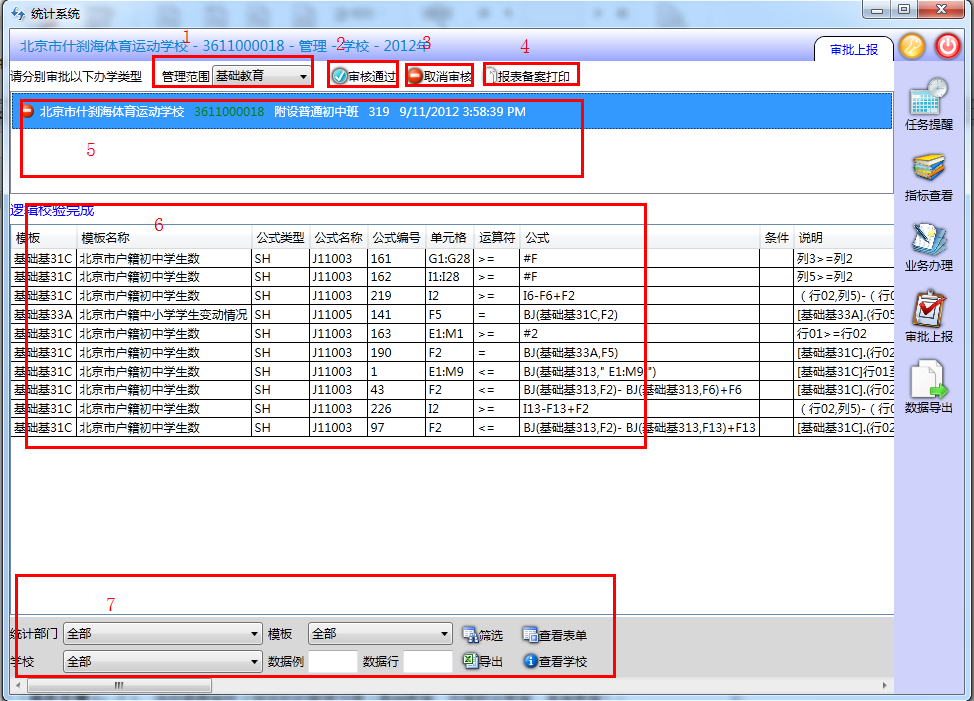 统计系统
北京市什刹海体育运动学校 - 3611000018 - 管理 - 学校 - 2012年
审批上报
1 2 3 4
请分别审批以下办学类型 管理范围 基础教育 审核通过 取消审核 报表备案打印
北京市什刹海体育运动学校 3611000018 附设普通初中班 319 9/11/2012 3:58:39 PM
5
任务提醒
指标查看
业务办理
审批上报
数据导出
逻辑校验完成
6
模板 模板名称 公式类型 公式名称 公式编号 单元格 运算符 公式 条件 说明
基础基31C 北京市户籍初中学生数 SH J11003 161 G1:G28 >= #F 列3>=列2
基础基31C 北京市户籍初中学生数 SH J11003 162 I1:I28 >= #F 列5>=列2
基础基31C 北京市户籍初中学生数 SH J11003 219 I2 >= I6-F6+F2 （行02,列5)-（行0
基础基33A 北京市户籍中小学学生变动情况 SH J11005 141 F5 = BJ(基础基31C,F2) [基础基33A].(行05
基础基31C 北京市户籍初中学生数 SH J11003 163 E1:M1 >= #2 行01>=行02
基础基31C 北京市户籍初中学生数 SH J11003 190 F2 = BJ(基础基33A,F5) [基础基31C].(行02
基础基31C 北京市户籍初中学生数 SH J11003 1 E1:M9 <= BJ(基础基313," E1:M9 ") [基础基31C]行01至
基础基31C 北京市户籍初中学生数 SH J11003 43 F2 <= BJ(基础基313,F2)- BJ(基础基313,F6)+F6 [基础基31C].(行02
基础基31C 北京市户籍初中学生数 SH J11003 226 I2 >= I13-F13+F2 （行02,列5)-（行0
基础基31C 北京市户籍初中学生数 SH J11003 97 F2 <= BJ(基础基313,F2)- BJ(基础基313,F13)+F13 [基础基31C].(行02
7
统计部门 全部 模板 全部 筛选 查看表单
学校 全部 数据例 数据行 导出 查看学校